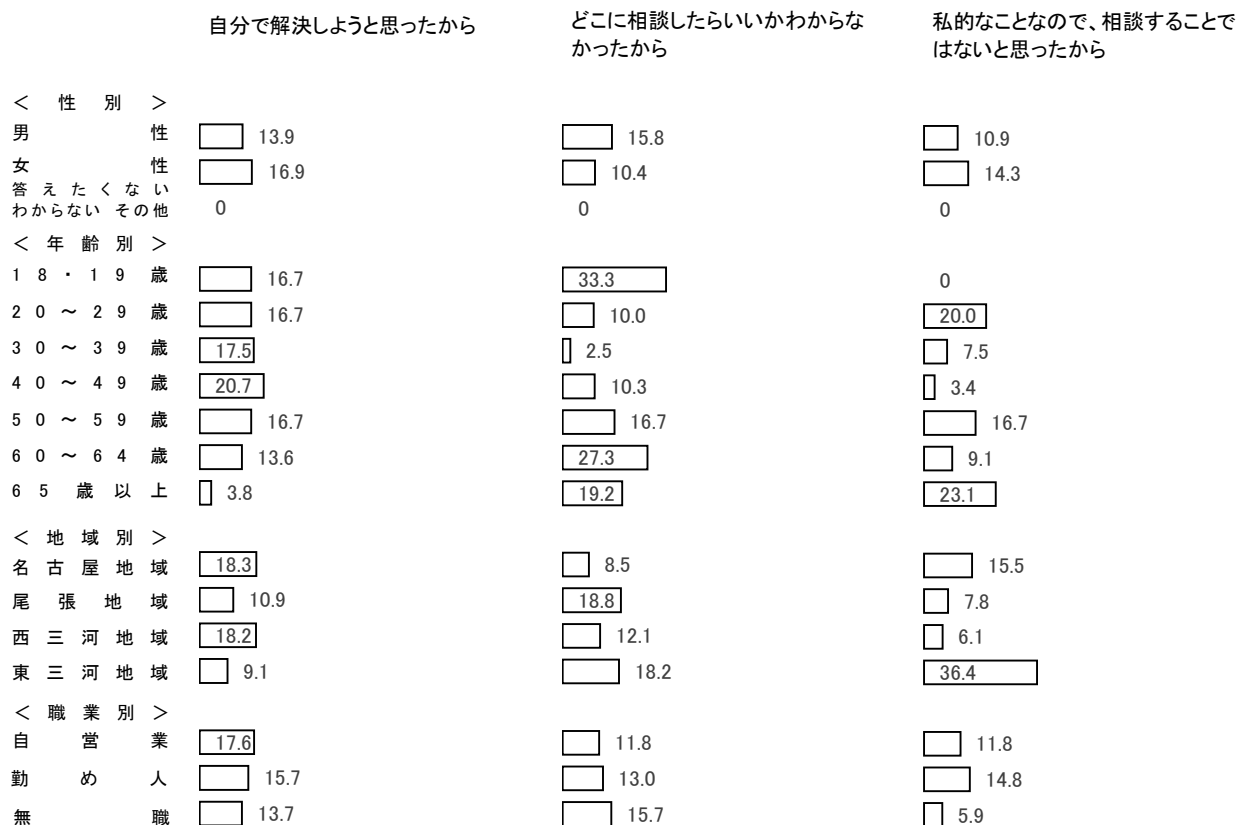 自分で解決しようと思ったから
どこに相談したらいいかわからな
かったから
私的なことなので、相談することで
はないと思ったから
＜性別＞
男性 13.9 15.8 10.9
女性 16.9 10.4 14.3
答えたくない
わからない その他 0 0 0
＜年齢別＞
18・19歳 16.7 33.3 0
20～29歳 16.7 10.0 20.0
30～39歳 17.5 2.5 7.5
40～49歳 20.7 10.3 3.4
50～59歳 16.7 16.7 16.7
60～64歳 13.6 27.3 9.1
65歳以上 3.8 19.2 23.1
＜地域別＞
名古屋地域 18.3 8.5 15.5
尾張地域 10.9 18.8 7.8
西三河地域 18.2 12.1 6.1
東三河地域 9.1 18.2 36.4
＜職業別＞
自営業 17.6 11.8 11.8
勤め人 15.7 13.0 14.8
無職 13.7 15.7 5.9